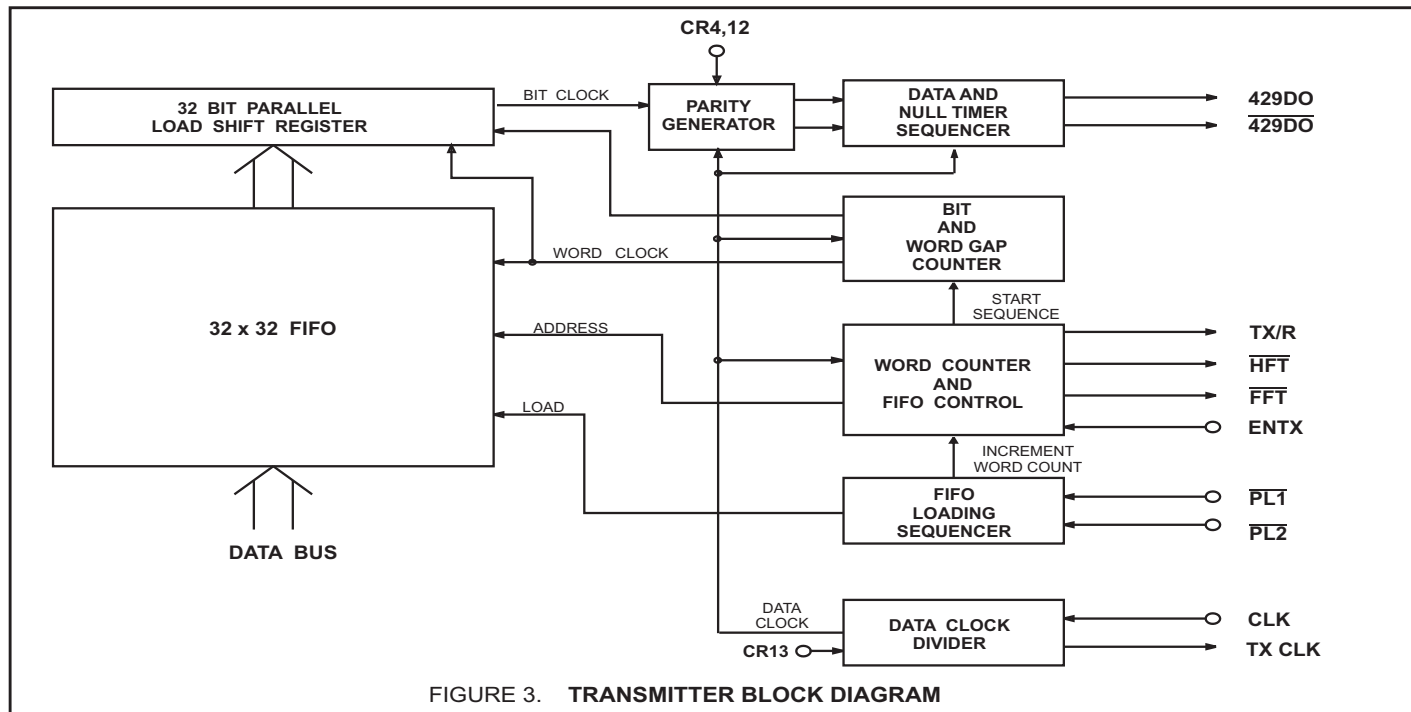 CR4,12
32 BIT PARALLEL
LOAD SHIFT REGISTER
BIT CLOCK
PARITY
GENERATOR
DATA AND
NULL TIMER
SEQUENCER
429DO
429DO
BIT
AND
WORD GAP
COUNTER
WORD CLOCK
START
SEQUENCE
32 x 32 FIFO
ADDRESS
WORD COUNTER
AND
FIFO CONTROL
TX/R
HFT
FFT
ENTX
LOAD
INCREMENT
WORD COUNT
FIFO
LOADING
SEQUENCER
PL1
PL2
DATA BUS
DATA
CLOCK
DATA CLOCK
DIVIDER
CLK
TX CLK
CR13
FIGURE 3. TRANSMITTER BLOCK DIAGRAM